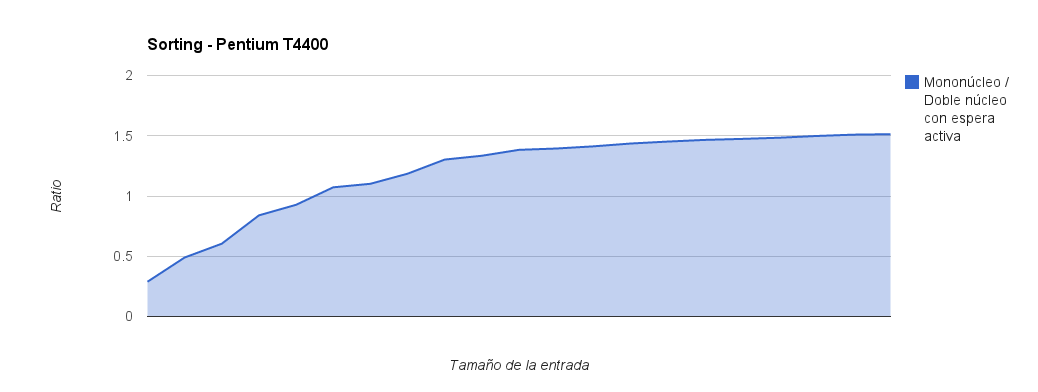 Sorting - Pentium T4400
2
1.5
1
0.5
0
Ratio
Tamaño de la entrada
Mononúcleo /
Doble núcleo
con espera
activa